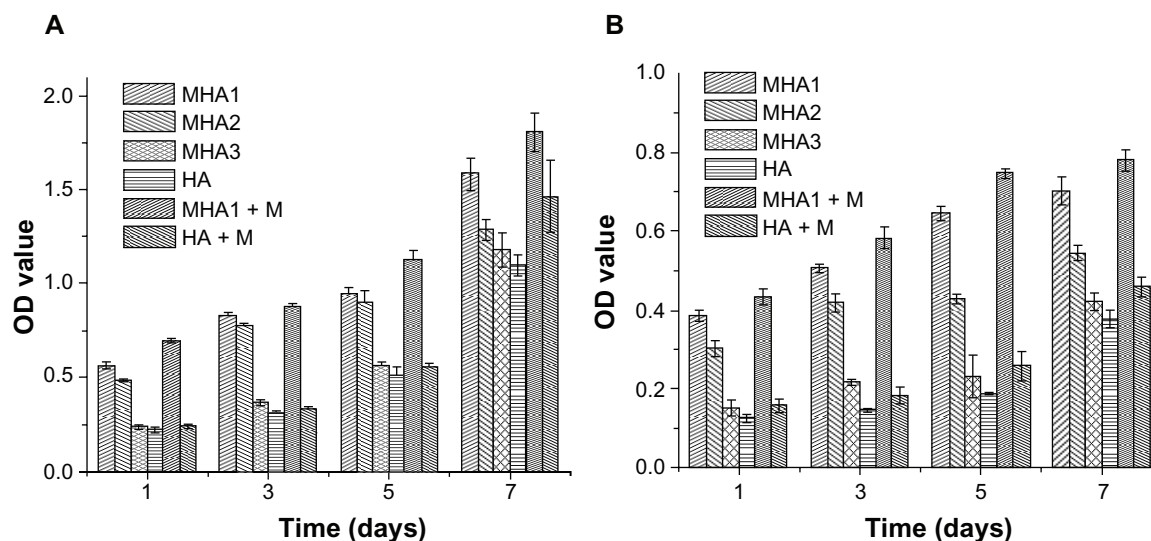 A
OD value
2.0
1.5
1.0
0.5
0.0
MHA1
MHA2
MHA3
HA
MHA1 + M
HA + M
1 3 5 7
Time (days)
B
OD value
1.0
0.8
0.6
0.4
0.2
0.0
MHA1
MHA2
MHA3
HA
MHA1 + M
HA + M
1 3 5 7
Time (days)